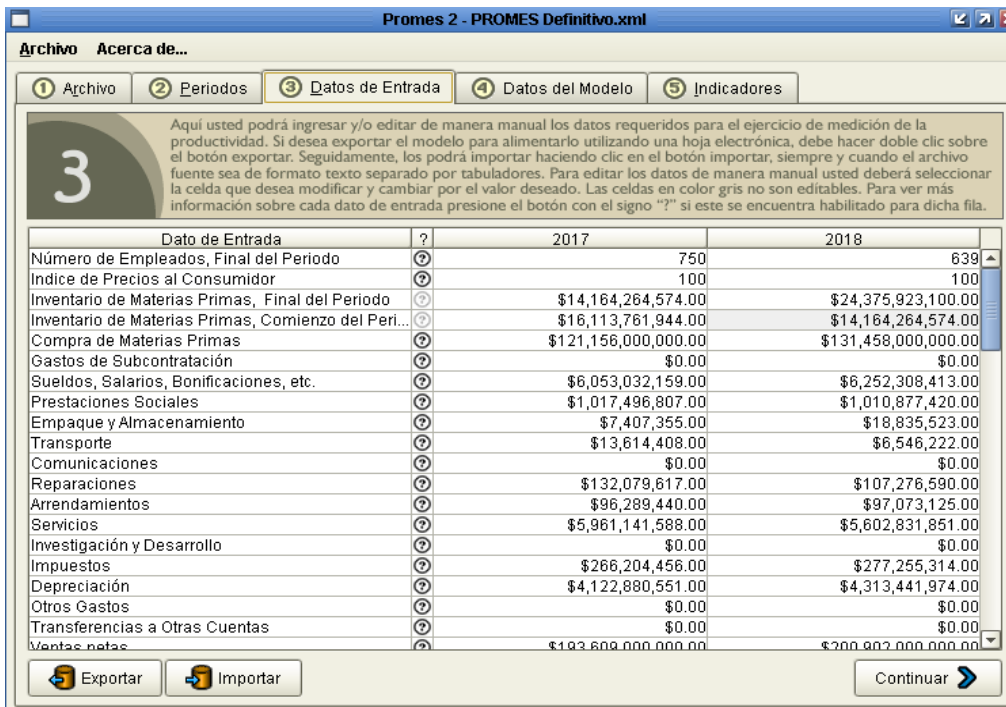 Promes 2 - PROMES Definitivo.xml
Archivo Acerca de...
1 Archivo 2 Periodos 3 Datos de Entrada 4 Datos del Modelo 5 Indicadores
3
Aquí usted podrá ingresar y/o editar de manera manual los datos requeridos para el ejercicio de medición de la
productividad. Si desea exportar el modelo para alimentarlo utilizando una hoja electrónica, debe hacer doble clic sobre
el botón exportar. Seguidamente, los podrá importar haciendo clic en el botón importar, siempre y cuando el archivo
fuente sea de formato texto separado por tabuladores. Para editar los datos de manera manual usted deberá seleccionar
la celda que desea modificar y cambiar por el valor deseado. Las celdas en color gris no son editables. Para ver más
información sobre cada dato de entrada presione el botón con el signo “?” si este se encuentra habilitado para dicha fila.
Dato de Entrada ? 2017 2018
Número de Empleados, Final del Periodo ? 750 639
Indice de Precios al Consumidor ? 100 100
Inventario de Materias Primas, Final del Periodo ? $14,164,264,574.00 $24,375,923,100.00
Inventario de Materias Primas, Comienzo del Peri... ? $16,113,761,944.00 $14,164,264,574.00
Compra de Materias Primas ? $121,156,000,000.00 $131,458,000,000.00
Gastos de Subcontratación ? $0.00 $0.00
Sueldos, Salarios, Bonificaciones, etc. ? $6,053,032,159.00 $6,252,308,413.00
Prestaciones Sociales ? $1,017,496,807.00 $1,010,877,420.00
Empaque y Almacenamiento ? $7,407,355.00 $18,835,523.00
Transporte ? $13,614,408.00 $6,546,222.00
Comunicaciones ? $0.00 $0.00
Reparaciones ? $132,079,617.00 $107,276,590.00
Arrendamientos ? $96,289,440.00 $97,073,125.00
Servicios ? $5,961,141,588.00 $5,602,831,851.00
Investigación y Desarrollo ? $0.00 $0.00
Impuestos ? $266,204,456.00 $277,255,314.00
Depreciación ? $4,122,880,551.00 $4,313,441,974.00
Otros Gastos ? $0.00 $0.00
Transferencias a Otras Cuentas ? $0.00 $0.00
Ventas netas ? $193,609,000,000.00 $200,902,000,000.00
Exportar Importar Continuar